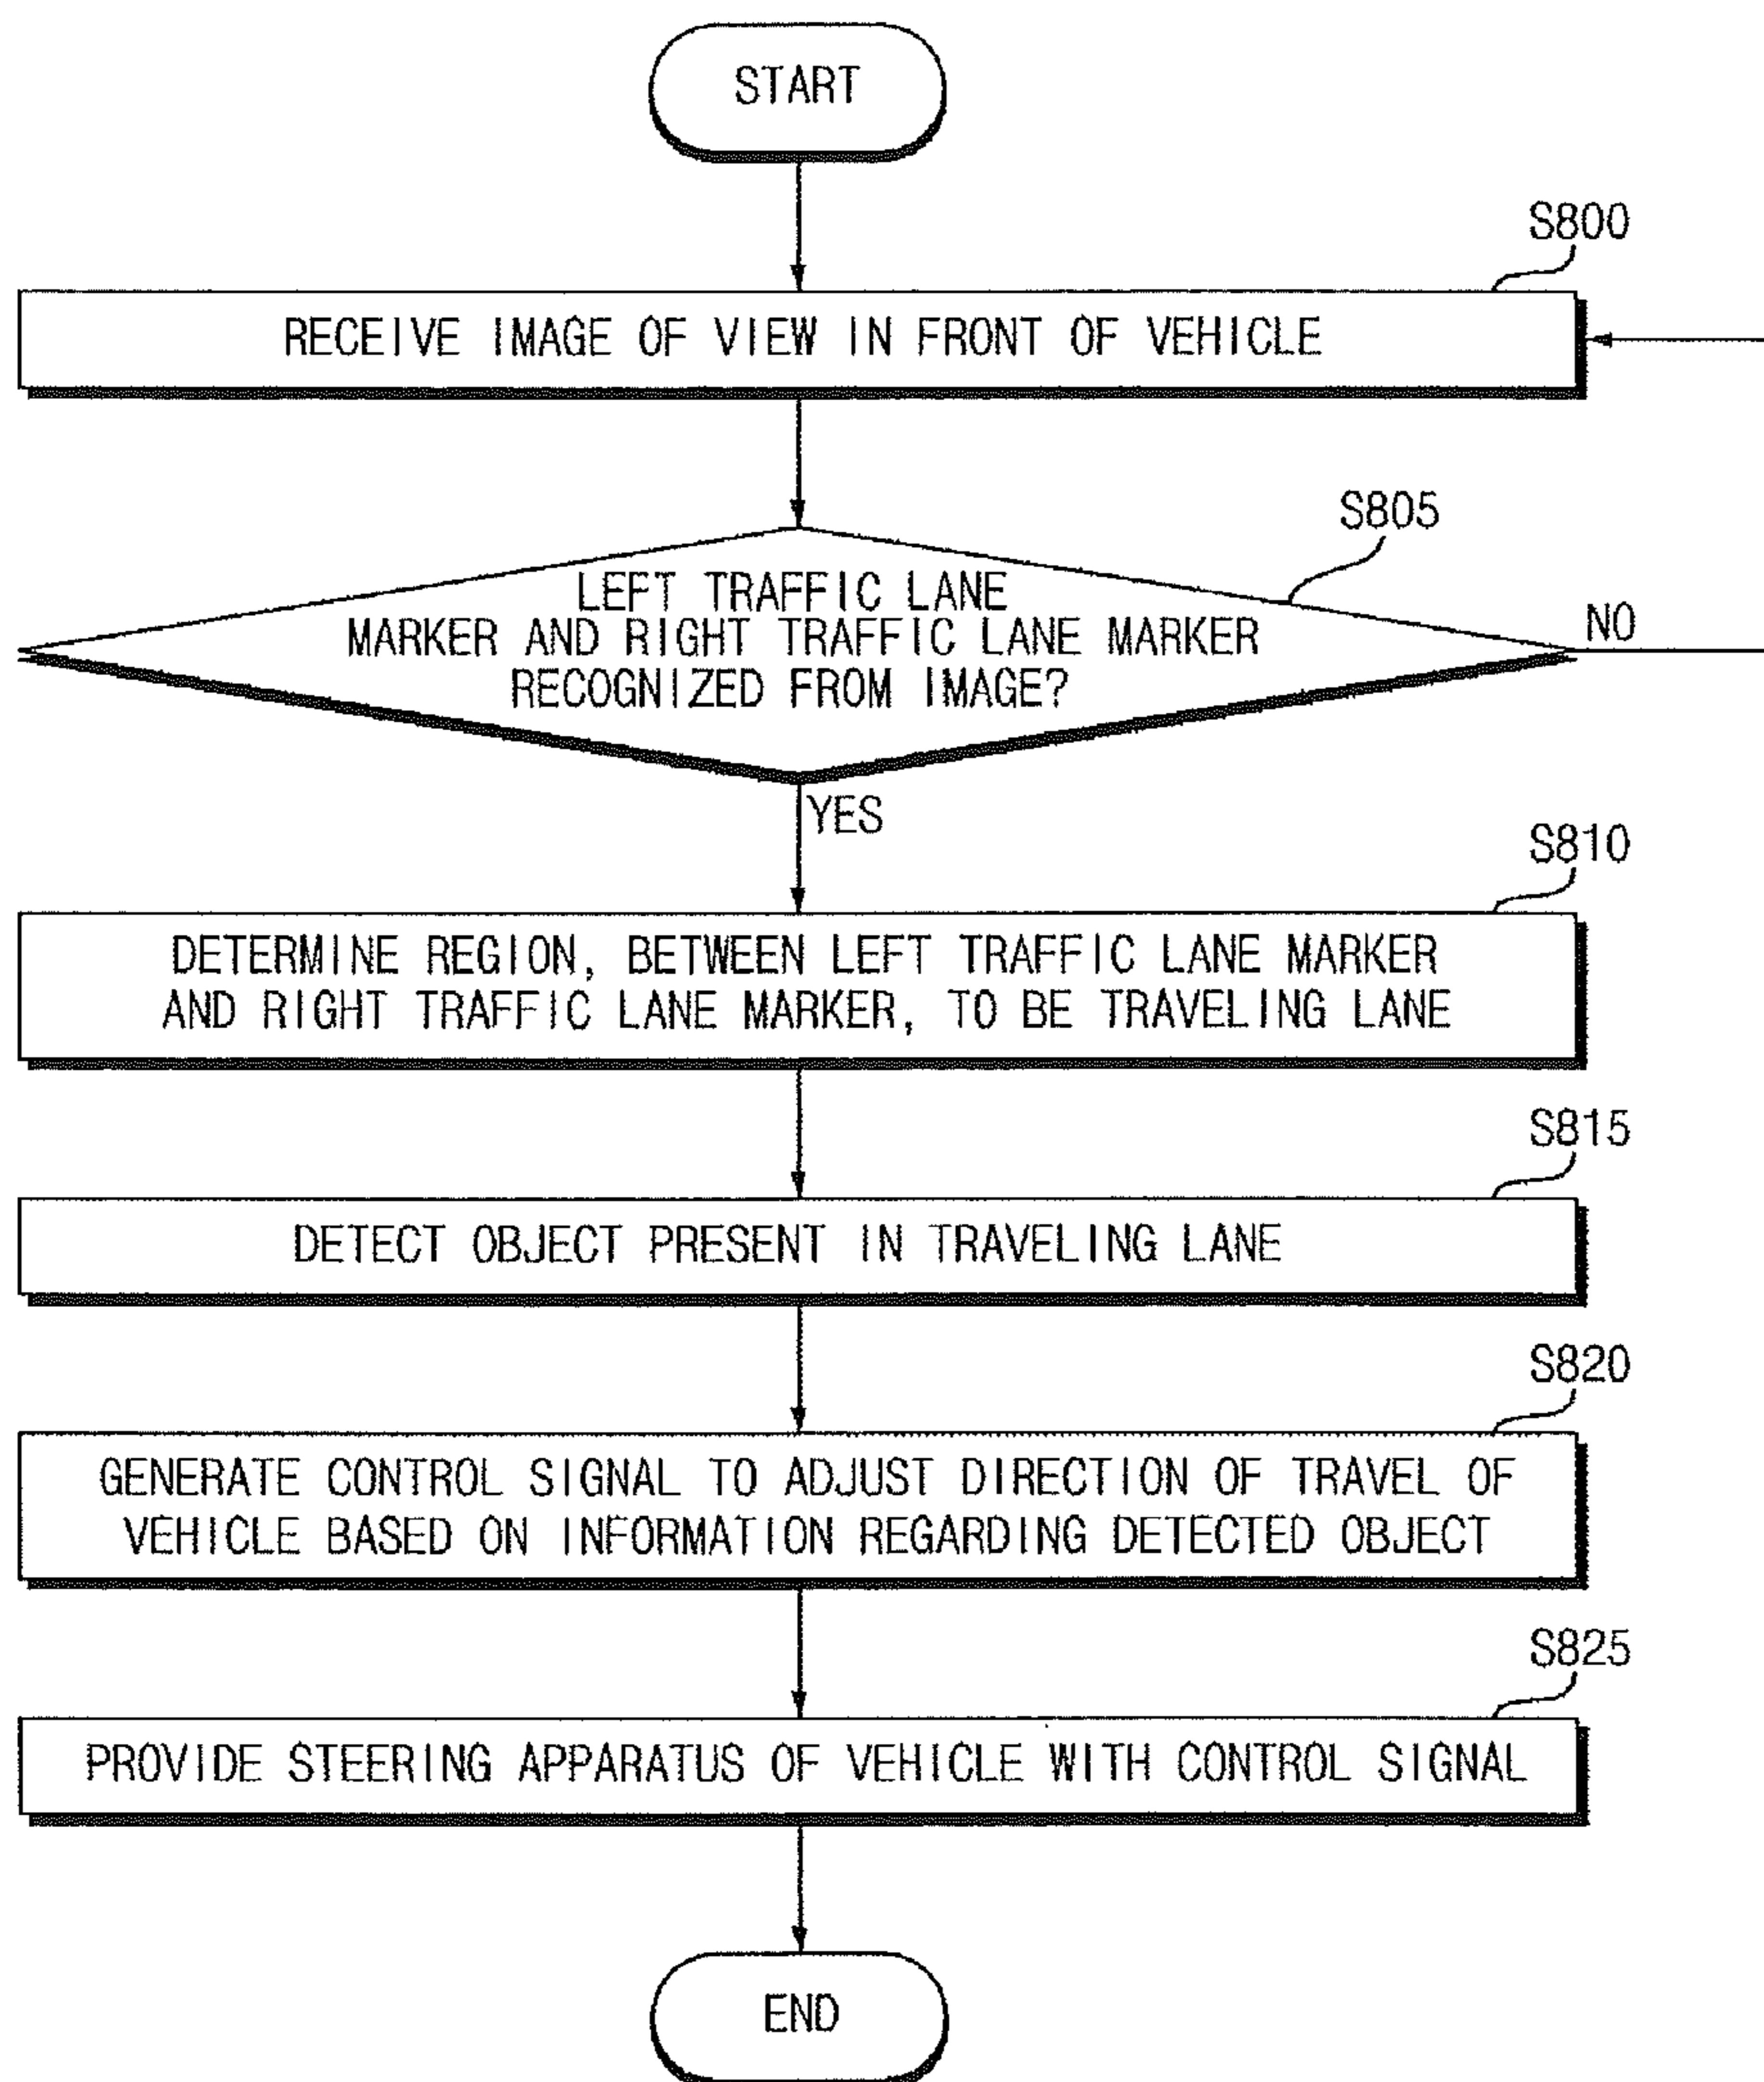 START
S800
RECEIVE IMAGE OF VIEW IN FRONT OF VEHICLE
S805
LEFT TRAFFIC LANE
MARKER AND RIGHT TRAFFIC LANE MARKER
RECOGNIZED FROM IMAGE?
NO
YES
S810
DETERMINE REGION, BETWEEN LEFT TRAFFIC LANE MARKER
AND RIGHT TRAFFIC LANE MARKER, TO BE TRAVELING LANE
S815
DETECT OBJECT PRESENT IN TRAVELING LANE
S820
GENERATE CONTROL SIGNAL TO ADJUST DIRECTION OF TRAVEL OF
VEHICLE BASED ON INFORMATION REGARDING DETECTED OBJECT
S825
PROVIDE STEERING APPARATUS OF VEHICLE WITH CONTROL SIGNAL
END